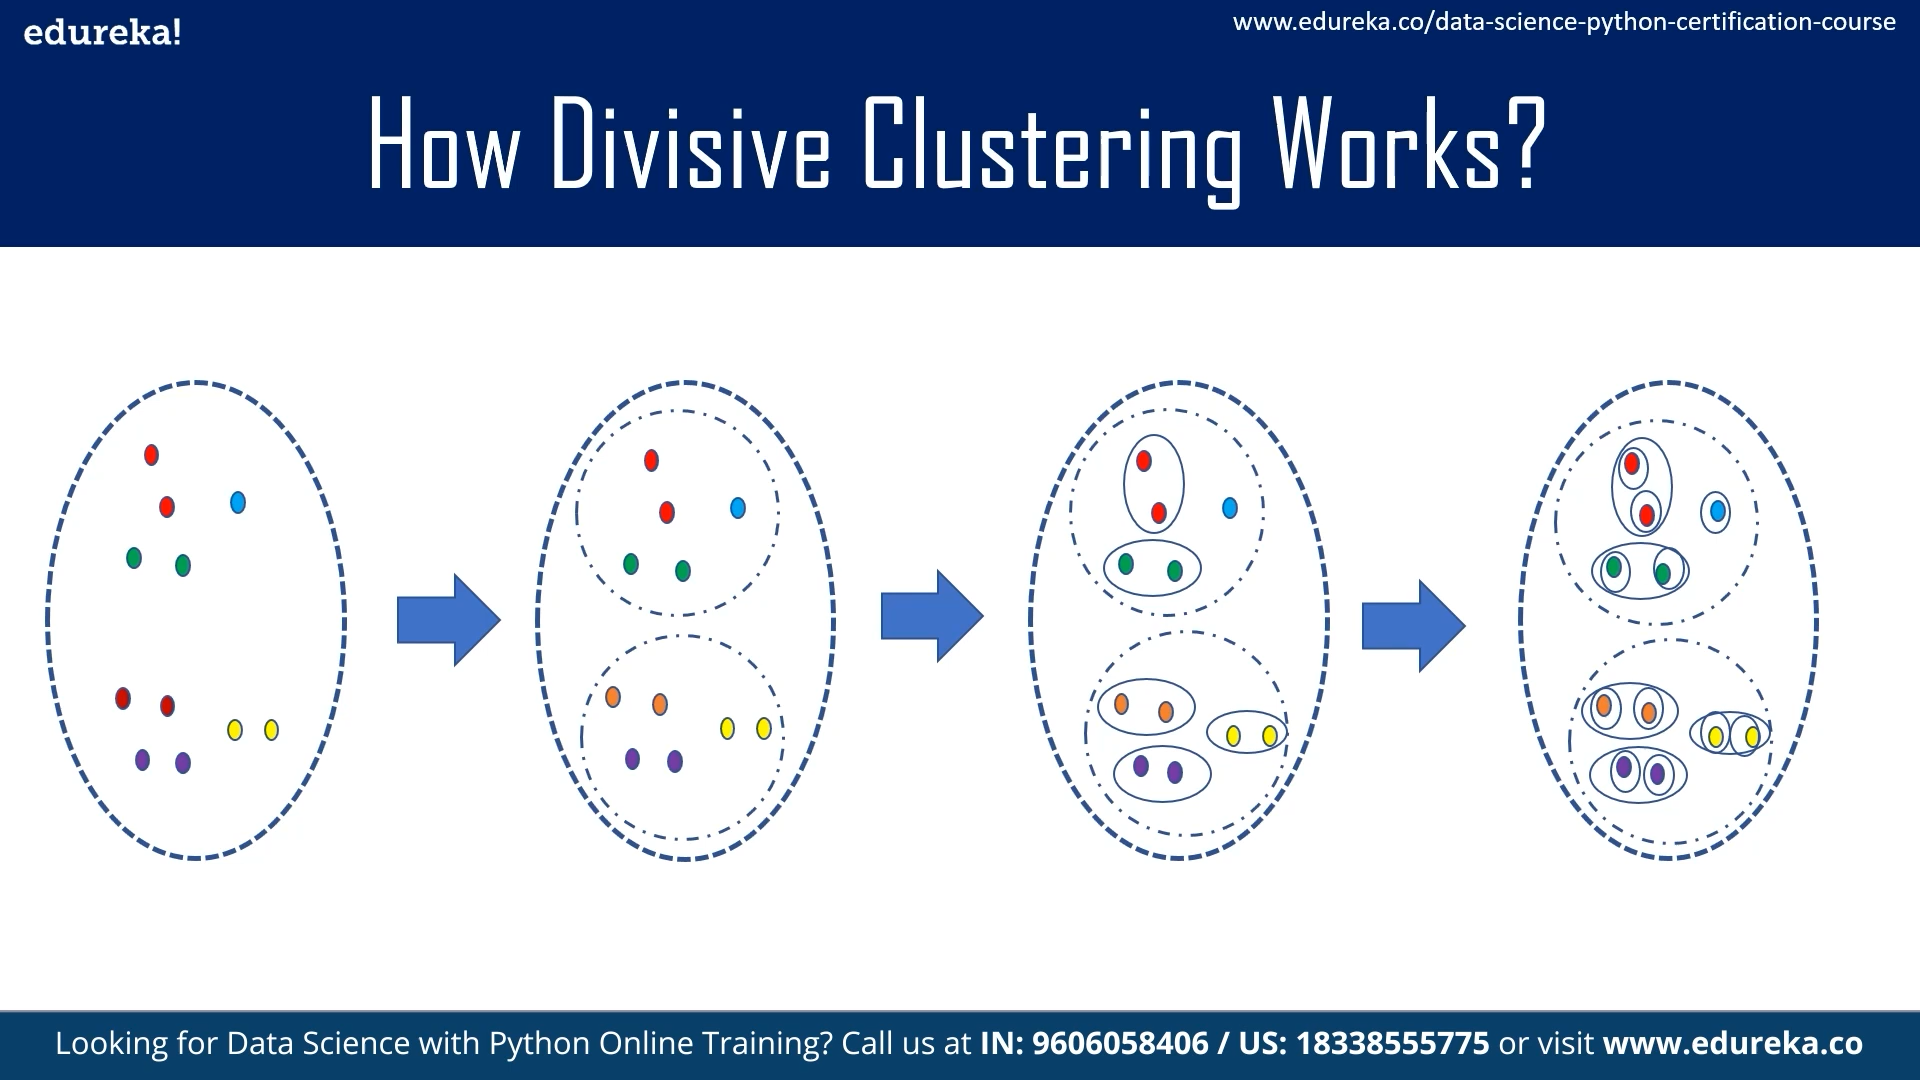 edureka!
www.edureka.co/data-science-python-certification-course
How Divisive Clustering Works?
Looking for Data Science with Python Online Training? Call us at IN: 9606058406 / US: 18338555775 or visit www.edureka.co